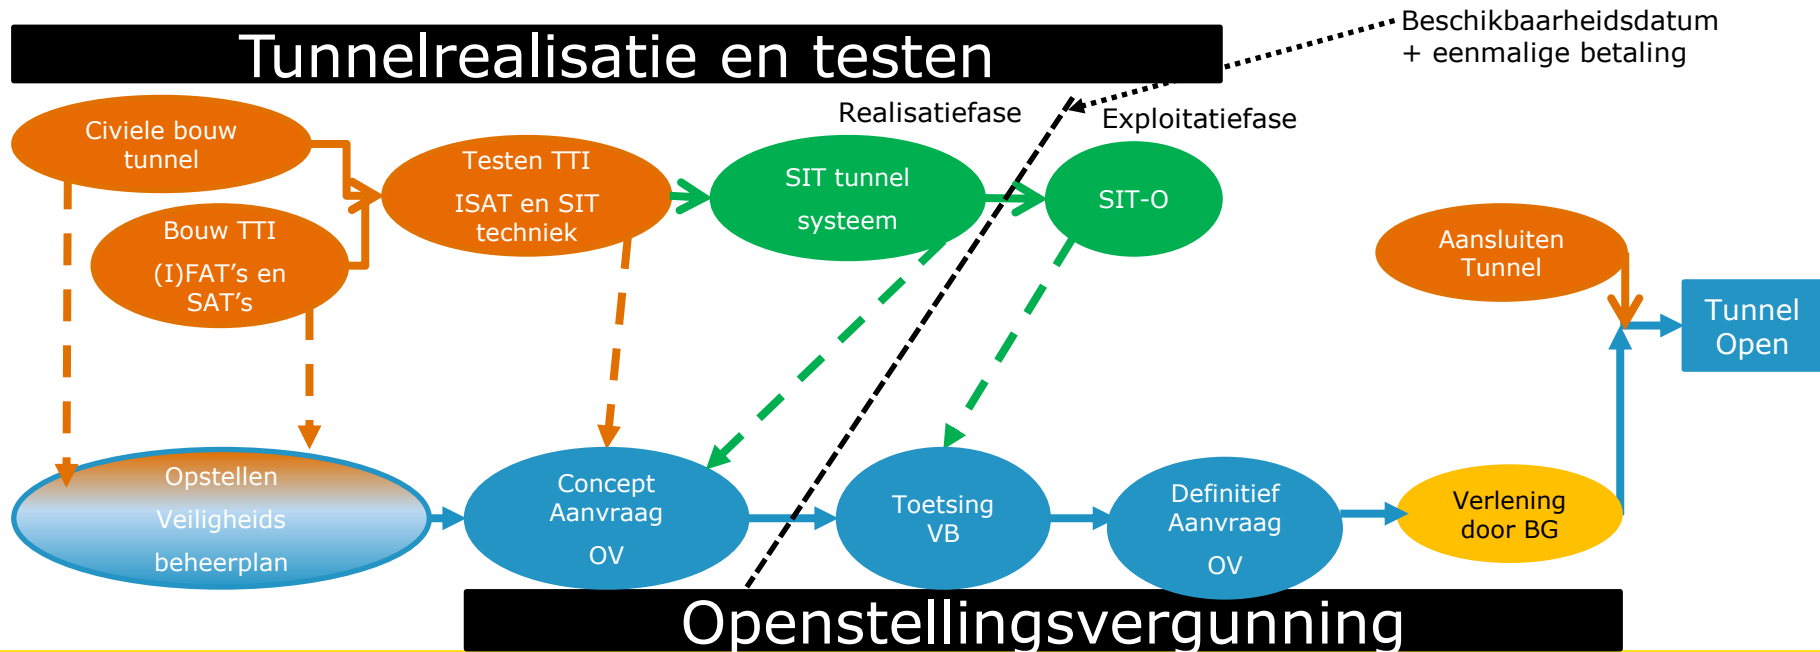 Tunnelrealisatie en testen
Beschikbaarheidsdatum
+ eenmalige betaling
Realisatiefase
Exploitatiefase
Civiele bouw
tunnel
Bouw TTI
(I)FAT’s en
SAT’s
Testen TTI
ISAT en SIT
techniek
SIT tunnel
systeem
SIT-O
Aansluiten
Tunnel
Tunnel
Open
Opstellen
Veiligheids
beheerplan
Concept
Aanvraag
OV
Toetsing
VB
Definitief
Aanvraag
OV
Verlening
door BG
Openstellingsvergunning